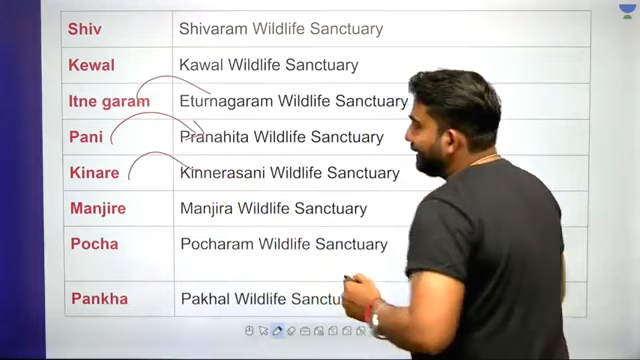 Shiv Shivaram Wildlife Sanctuary
Kewal Kawal Wildlife Sanctuary
Itne garam Eturnagaram Wildlife Sanctuary
Pani Pranahita Wildlife Sanctuary
Kinare Kinnerasani Wildlife Sanctuary
Manjire Manjira Wildlife Sanctuary
Pocha Pocharam Wildlife Sanctuary
Pankha Pakhal Wildlife